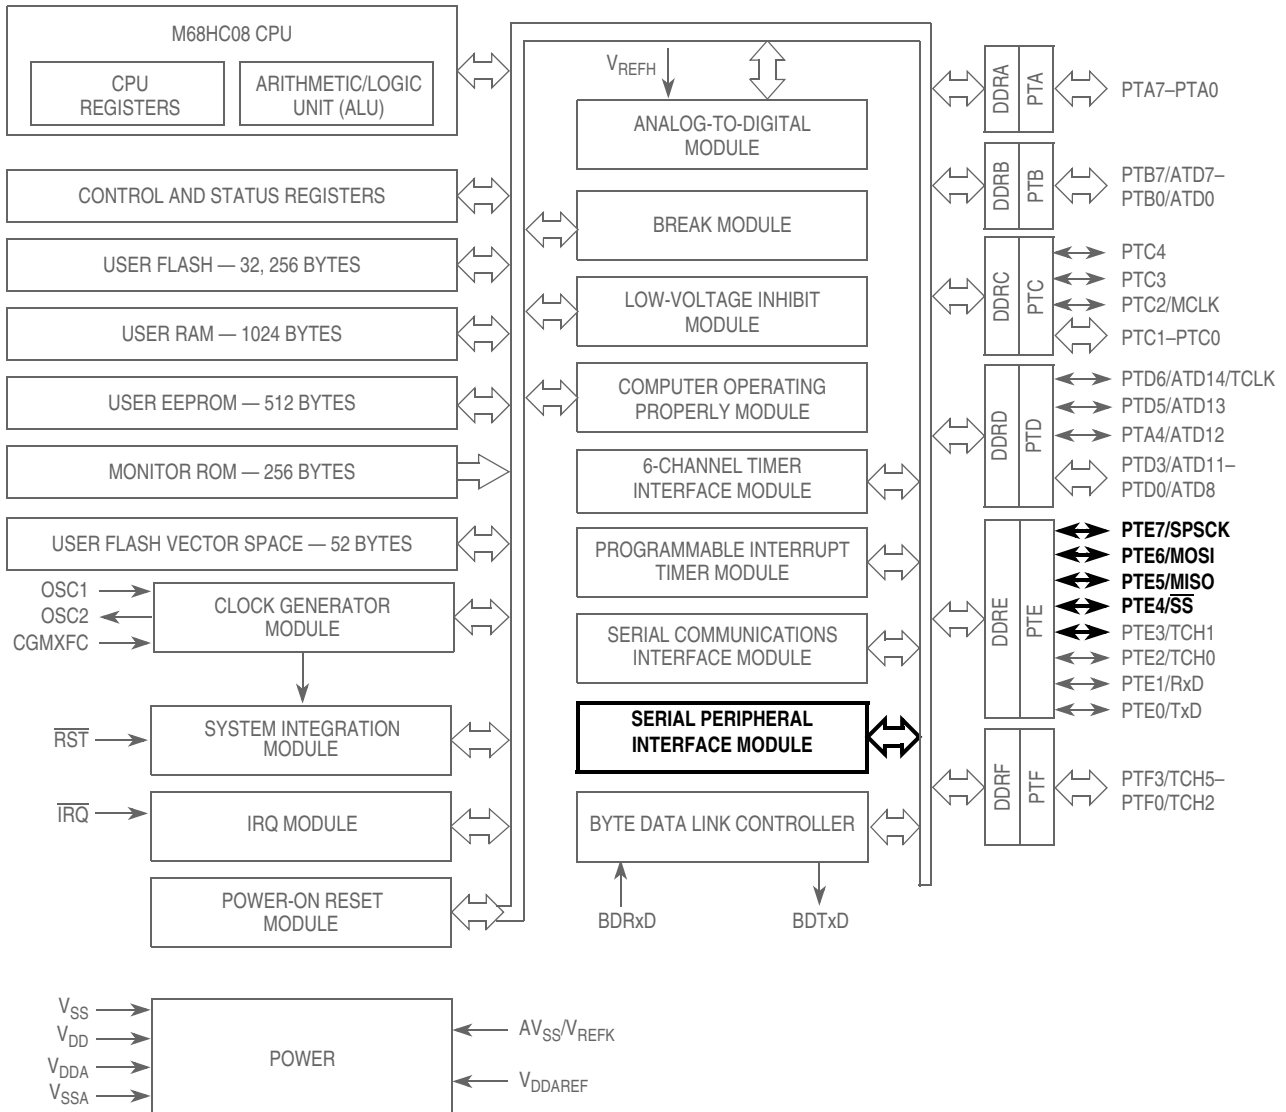 M68HC08 CPU
CPU
REGISTERS
ARITHMETIC/LOGIC
UNIT (ALU)
CONTROL AND STATUS REGISTERS
USER FLASH — 32, 256 BYTES
USER RAM — 1024 BYTES
USER EEPROM — 512 BYTES
MONITOR ROM — 256 BYTES
USER FLASH VECTOR SPACE — 52 BYTES
OSC1
OSC2
CGMXFC
CLOCK GENERATOR
MODULE
RST
SYSTEM INTEGRATION
MODULE
IRQ
IRQ MODULE
POWER-ON RESET
MODULE
VSS
VDD
VDDA
VSSA
POWER
AVSS/VREFK
VDDAREF
VREFH
ANALOG-TO-DIGITAL
MODULE
BREAK MODULE
LOW-VOLTAGE INHIBIT
MODULE
COMPUTER OPERATING
PROPERLY MODULE
6-CHANNEL TIMER
INTERFACE MODULE
PROGRAMMABLE INTERRUPT
TIMER MODULE
SERIAL COMMUNICATIONS
INTERFACE MODULE
SERIAL PERIPHERAL
INTERFACE MODULE
BYTE DATA LINK CONTROLLER
BDRxD
BDTxD
DDRA
PTA
PTA7–PTA0
DDRB
PTB
PTB7/ATD7–
PTB0/ATD0
DDRC
PTC
PTC4
PTC3
PTC2/MCLK
PTC1–PTC0
DDRD
PTD
PTD6/ATD14/TCLK
PTD5/ATD13
PTA4/ATD12
PTD3/ATD11–
PTD0/ATD8
DDRE
PTE
PTE7/SPSCK
PTE6/MOSI
PTE5/MISO
PTE4/SS
PTE3/TCH1
PTE2/TCH0
PTE1/RxD
PTE0/TxD
DDRF
PTF
PTF3/TCH5–
PTF0/TCH2